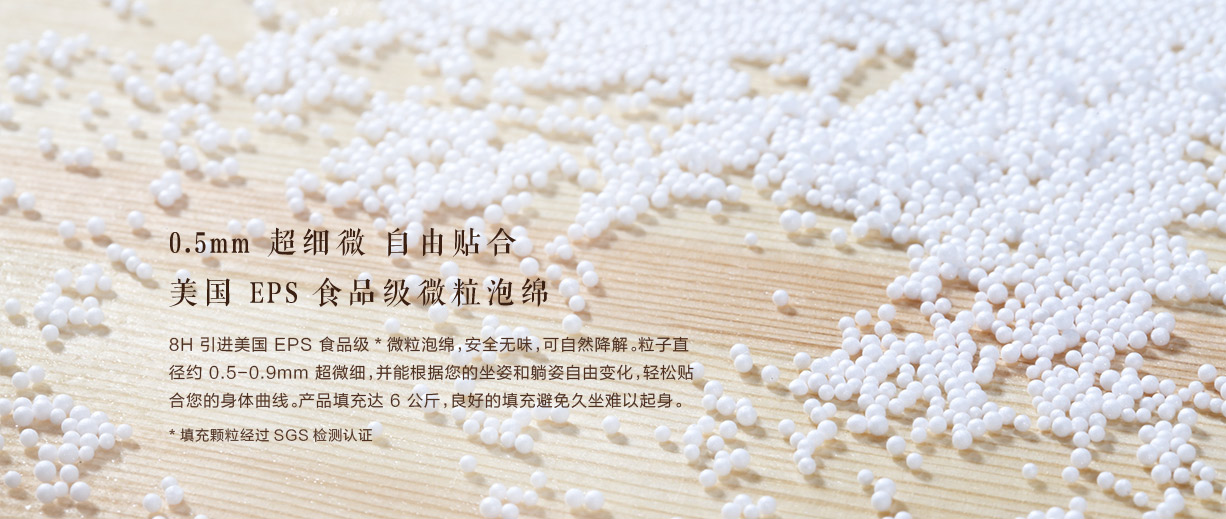 0.5mm 超细微 自由贴合
美国 EPS 食品级微粒泡绵
8H 引进美国 EPS 食品级 * 微粒泡绵，安全无味，可自然降解。粒子直
径约 0.5-0.9mm 超微细，并能根据您的坐姿和躺姿自由变化，轻松贴
合您的身体曲线。产品填充达 6 公斤，良好的填充避免久坐难以起身。
* 填充颗粒经过 SGS 检测认证